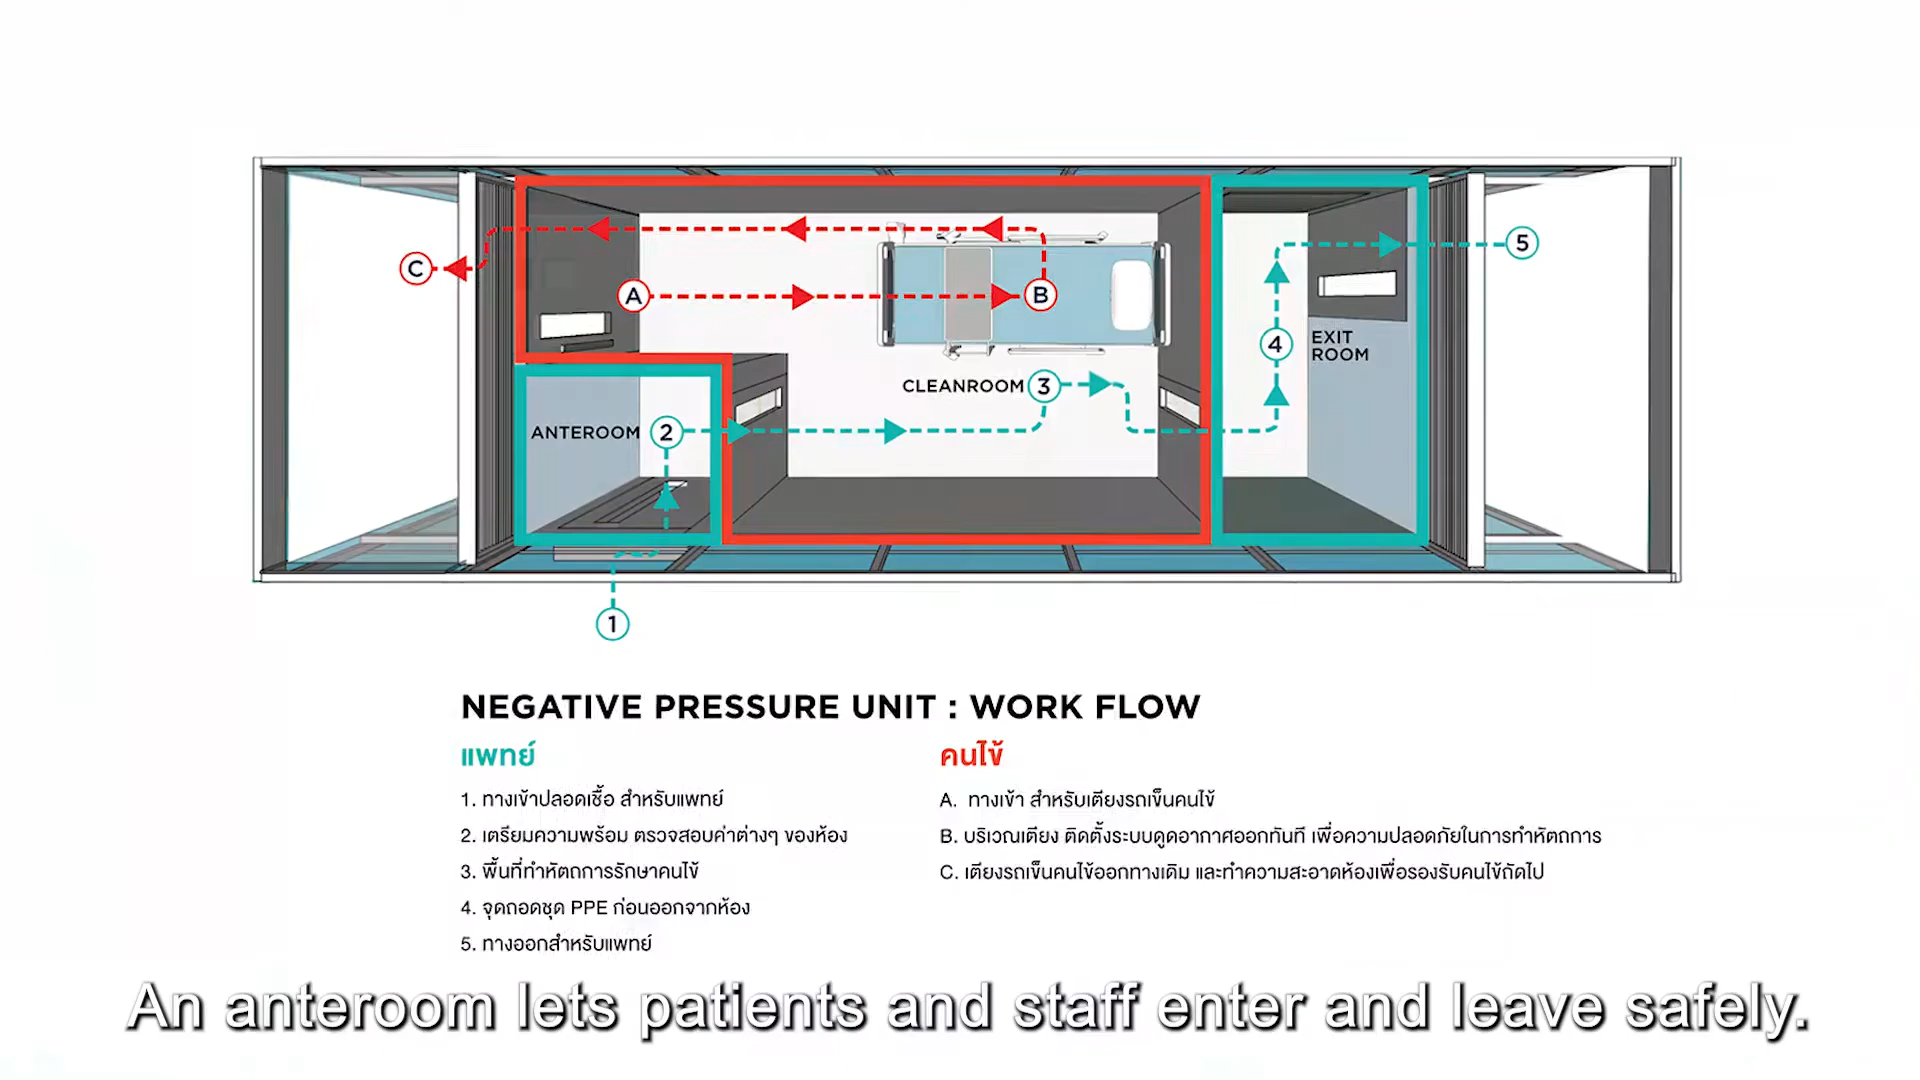 C
A
B
5
4
EXIT
ROOM
CLEANROOM 3
ANTEROOM 2
1
NEGATIVE PRESSURE UNIT : WORK FLOW
แพทย์
1. ทางเข้าปลอดเชื้อ สำหรับแพทย์
2. เตรียมความพร้อม ตรวจสอบค่าต่างๆ ของห้อง
3. พื้นที่ทำหัตถการรักษาคนไข้
4. จุดถอดชุด PPE ก่อนออกจากห้อง
5. ทางออกสำหรับแพทย์
คนไข้
A. ทางเข้า สำหรับเตียงรถเข็นคนไข้
B. บริเวณเตียง ติดตั้งระบบดูดอากาศออกทันที เพื่อความปลอดภัยในการทำหัตถการ
C. เตียงรถเข็นคนไข้ออกทางเดิม และทำความสะอาดห้องเพื่อรองรับคนไข้ถัดไป
An anteroom lets patients and staff enter and leave safely.